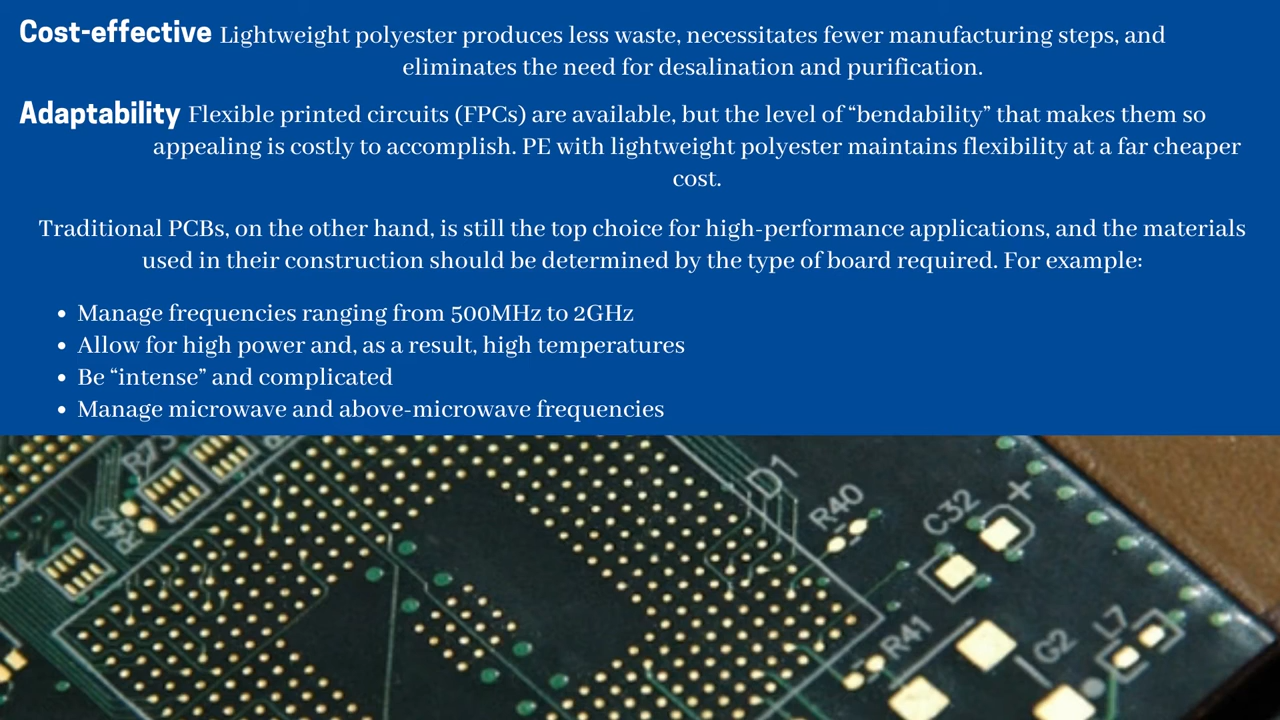 Cost-effective Lightweight polyester produces less waste, necessitates fewer manufacturing steps, and
eliminates the need for desalination and purification.
Adaptability Flexible printed circuits (FPCs) are available, but the level of “bendability” that makes them so
appealing is costly to accomplish. PE with lightweight polyester maintains flexibility at a far cheaper
cost.
Traditional PCBs, on the other hand, is still the top choice for high-performance applications, and the materials
used in their construction should be determined by the type of board required. For example:
• Manage frequencies ranging from 500MHz to 2GHz
• Allow for high power and, as a result, high temperatures
• Be “intense” and complicated
• Manage microwave and above-microwave frequencies
R73
D1
R42
R40
C32
+
54
R41
L7
G2